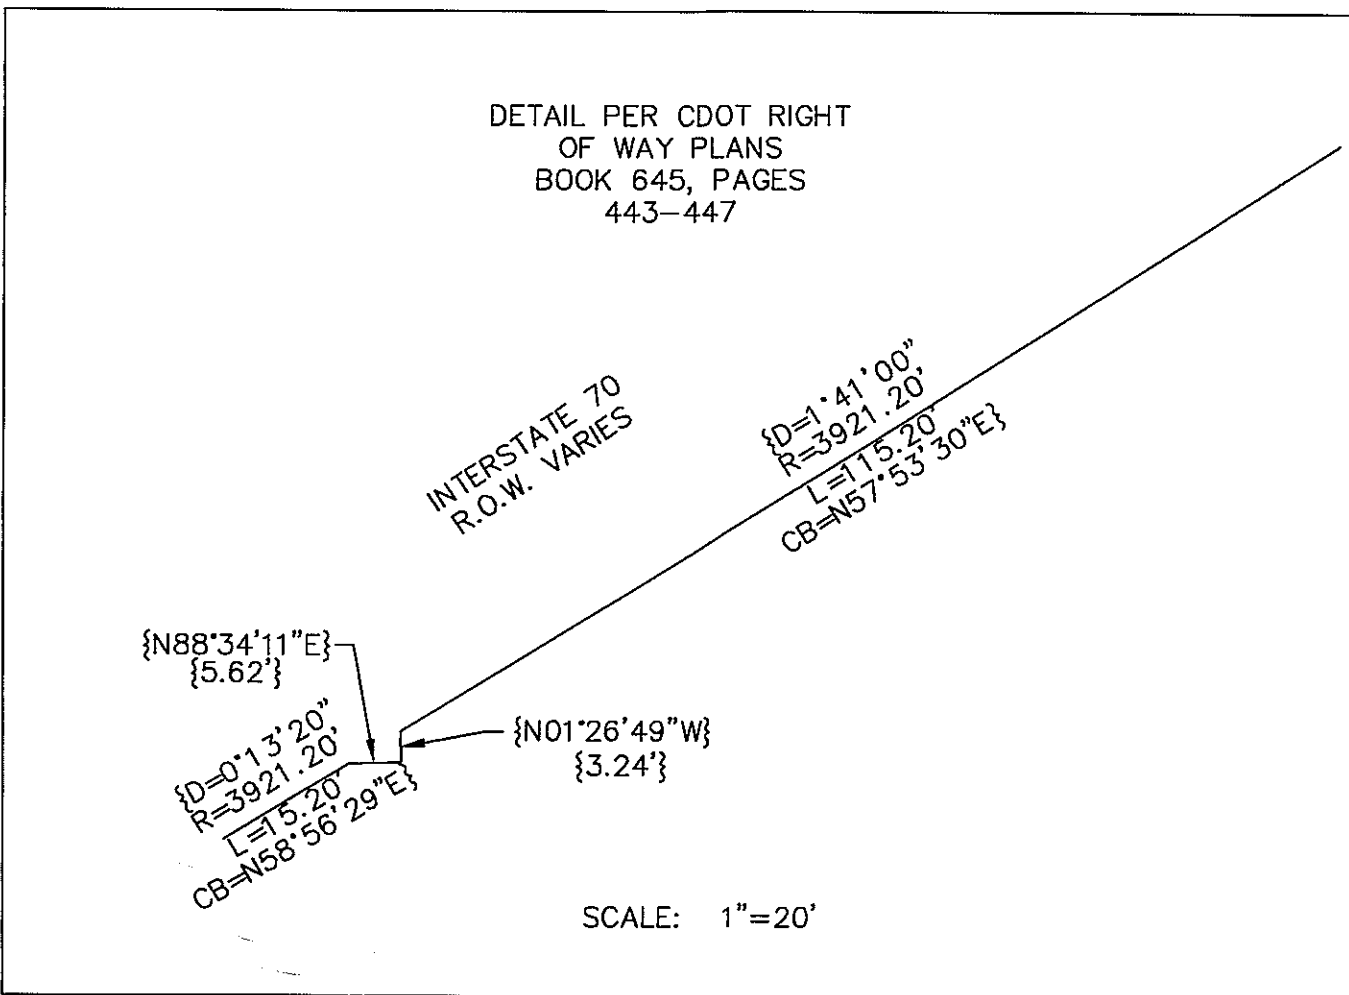 DETAIL PER CDOT RIGHT
OF WAY PLANS
BOOK 645, PAGES
443-447
INTERSTATE 70
R.O.W. VARIES
{D=1°41'00"
R=3921.20'
L=115.20'
CB=N57°53'30"E}
{N88°34'11"E}
{5.62'}
{N01°26'49"W}
{3.24'}
{D=0°13'20"
R=3921.20'
L=15.20'
CB=N58°56'29"E}
SCALE: 1"=20'